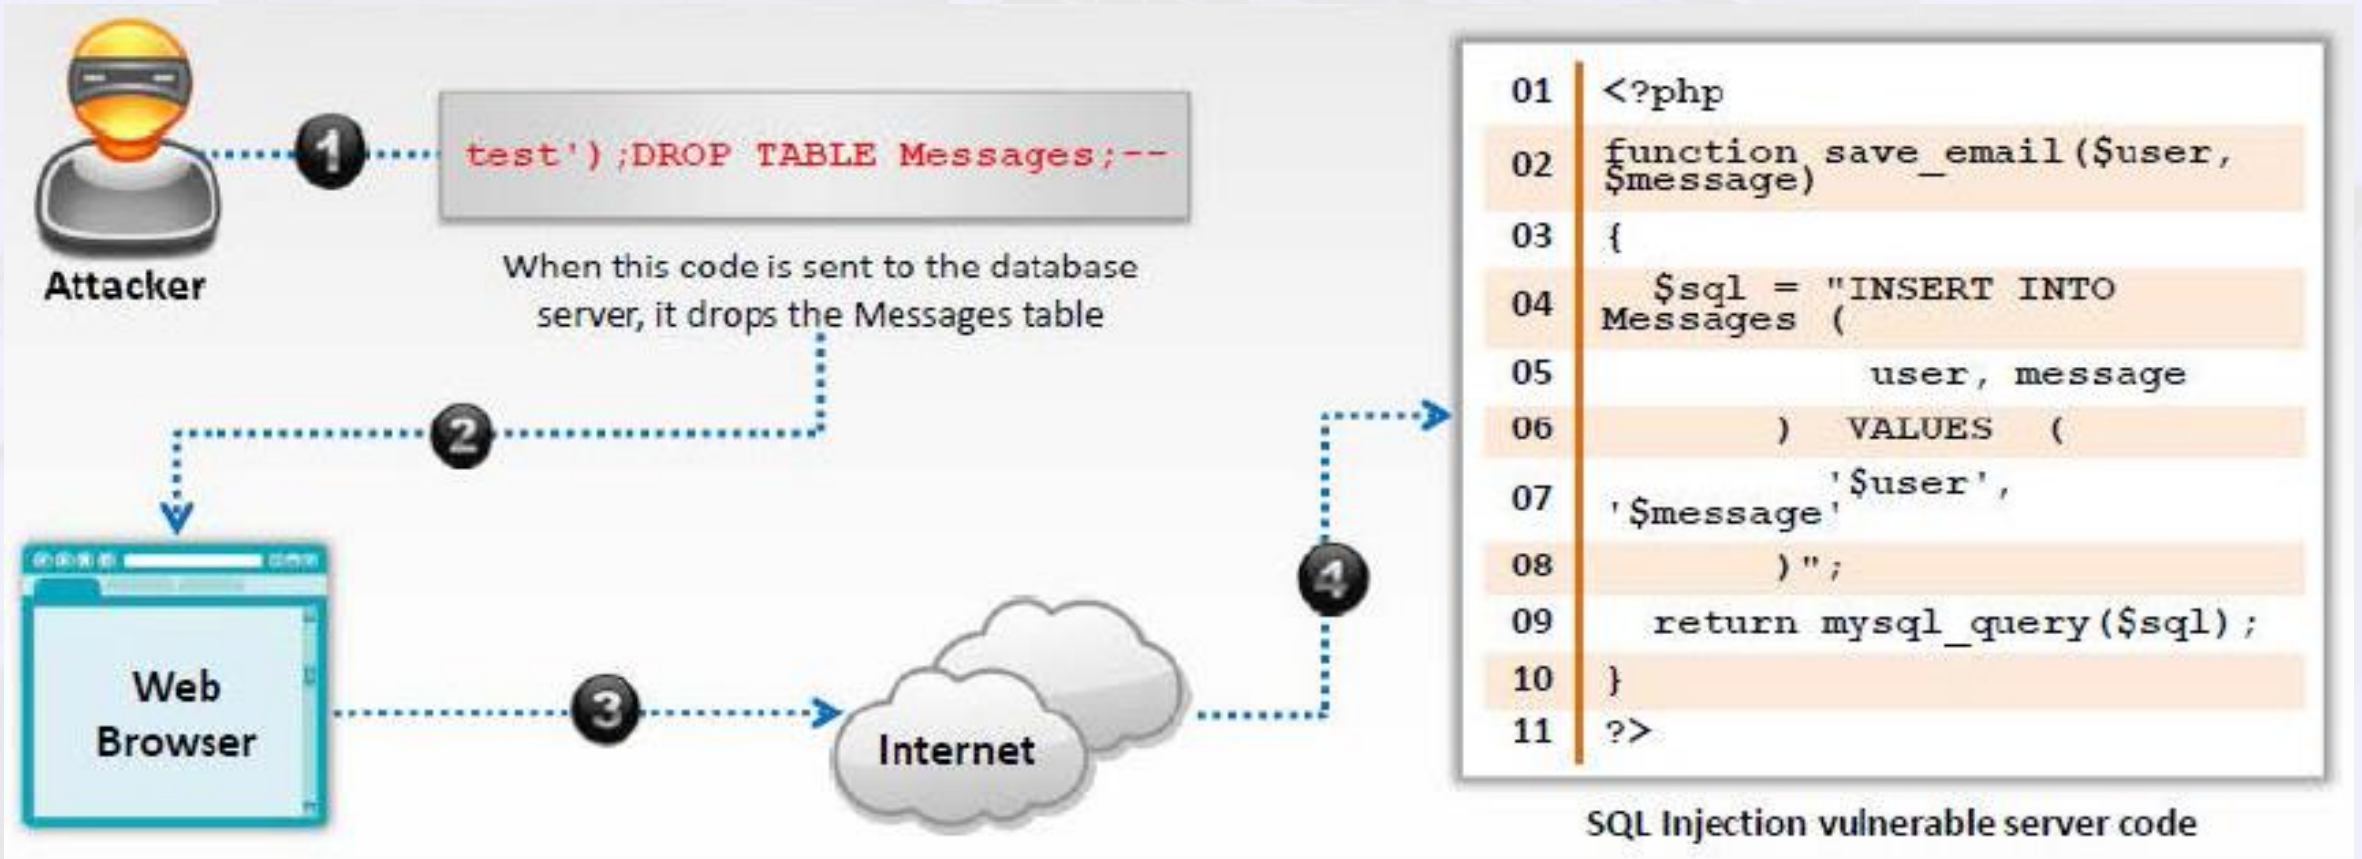 1
test');DROP TABLE Messages;--
Attacker
When this code is sent to the database
server, it drops the Messages table
2
Web
Browser
3
Internet
4
01 <?php
02 function save_email($user,
$message)
03 {
04 $sql = "INSERT INTO
Messages (
05 user, message
06 ) VALUES (
07 '$user',
'$message'
08 )";
09 return mysql_query($sql);
10 }
11 ?>
SQL Injection vulnerable server code